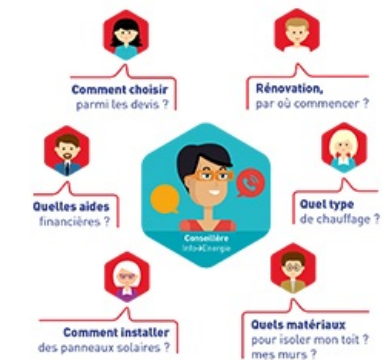 Comment choisir
parmi les devis ?
Rénovation,
par où commencer ?
Quelles aides
financières ?
Quel type
de chauffage ?
Conseillère
Info→Energie
Comment installer
des panneaux solaires ?
Quels matériaux
pour isoler mon toit ?
mes murs ?